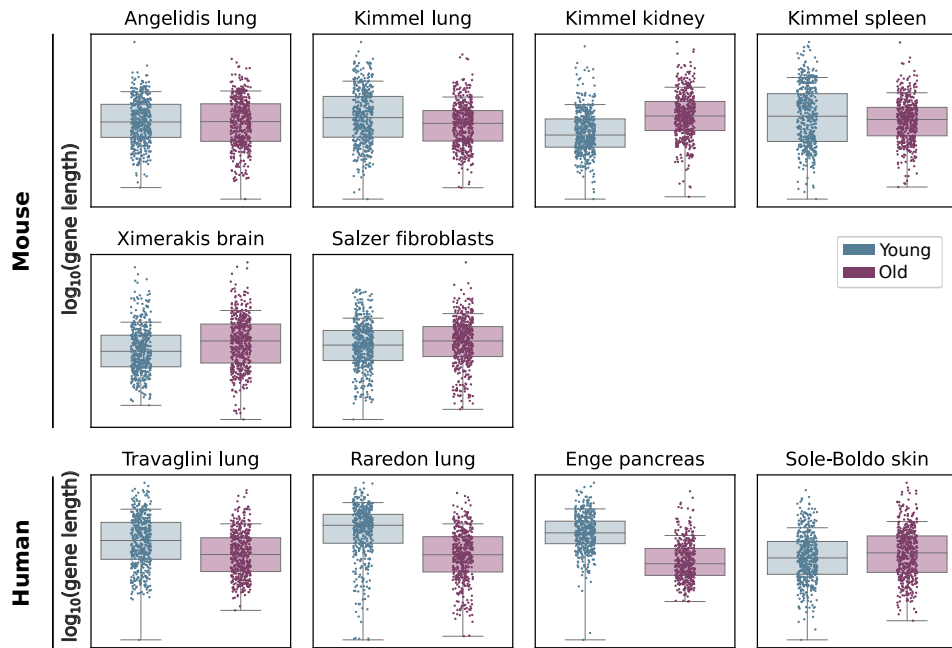 Angelidis lung
Kimmel lung
Kimmel kidney
Kimmel spleen
Mouse
log₁₀(gene length)
Ximerakis brain
Salzer fibroblasts
Young
Old
Human
log₁₀(gene length)
Travaglini lung
Raredon lung
Enge pancreas
Sole-Boldo skin